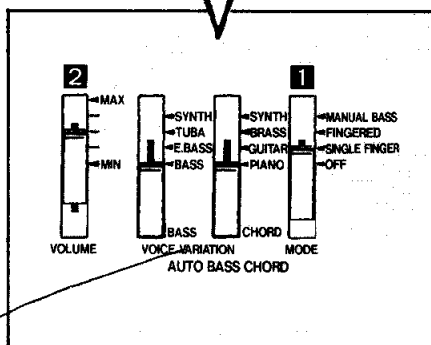 2 1
MAX
SYNTH SYNTH MANUAL BASS
TUBA BRASS FINGERED
E.BASS GUITAR SINGLE FINGER
MIN BASS PIANO OFF
BASS CHORD
VOLUME VOICE VARIATION MODE
AUTO BASS CHORD